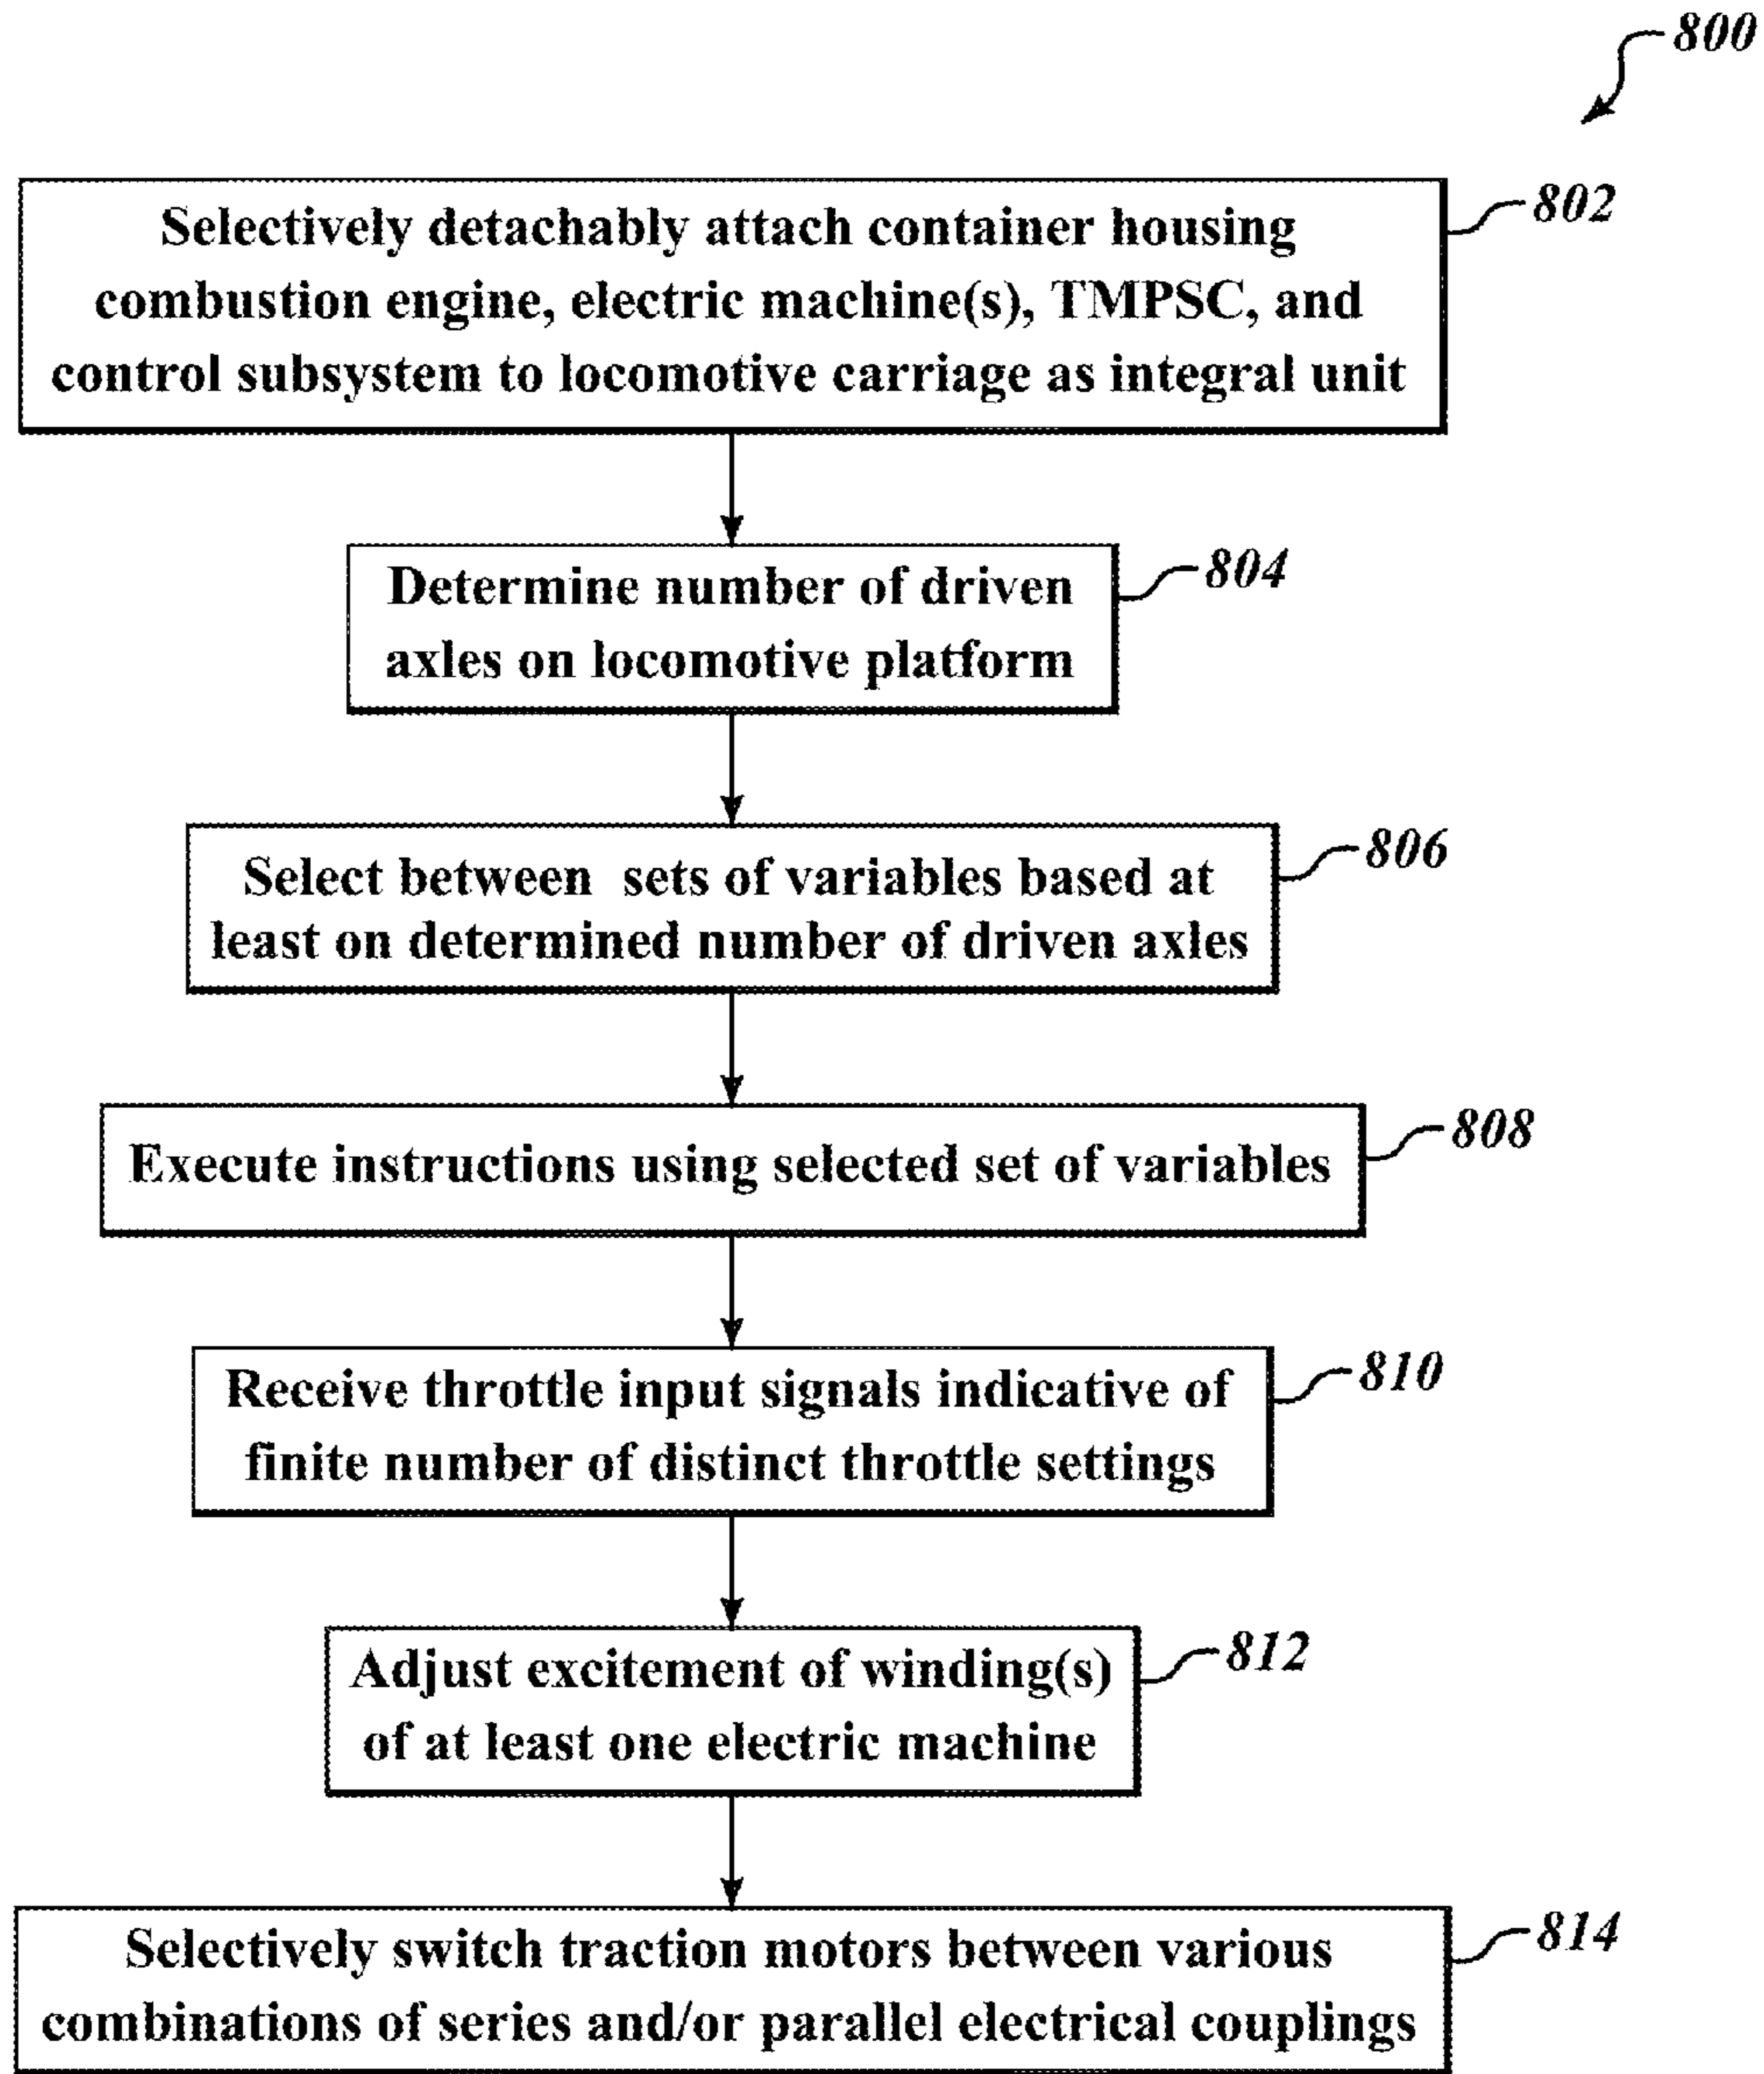 800
Selectively detachably attach container housing
combustion engine, electric machine(s), TMPSC, and
control subsystem to locomotive carriage as integral unit
802
Determine number of driven
axles on locomotive platform
804
Select between sets of variables based at
least on determined number of driven axles
806
Execute instructions using selected set of variables
808
Receive throttle input signals indicative of
finite number of distinct throttle settings
810
Adjust excitement of winding(s)
of at least one electric machine
812
Selectively switch traction motors between various
combinations of series and/or parallel electrical couplings
814